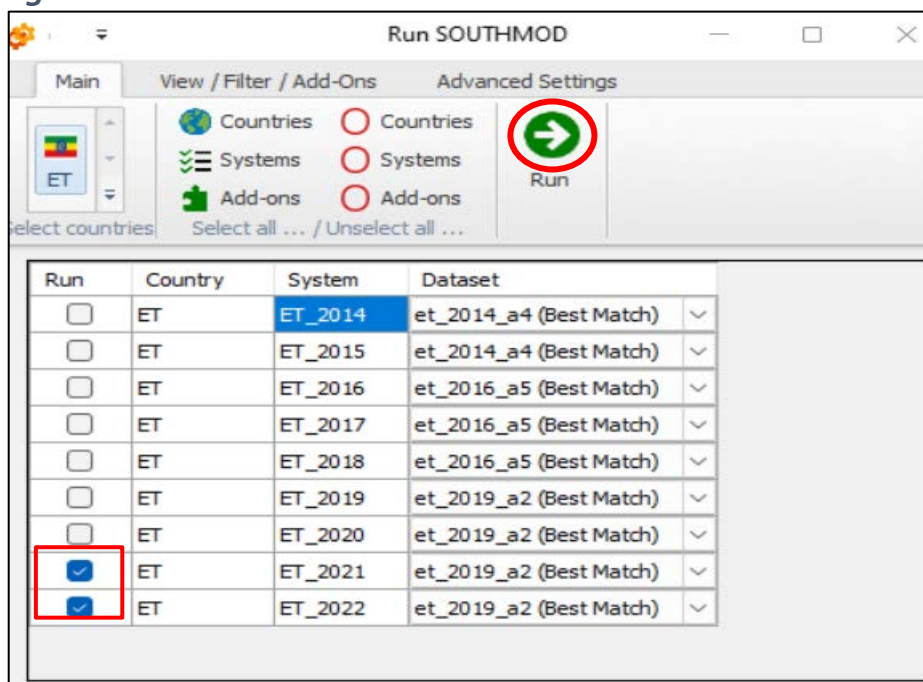 Run SOUTHMOD
Main View / Filter / Add-Ons Advanced Settings
ET
Countries Countries
Systems Systems
Add-ons Add-ons
Run
elect countries Select all ... / Unselect all ...
Run Country System Dataset
ET ET_2014 et_2014_a4 (Best Match)
ET ET_2015 et_2014_a4 (Best Match)
ET ET_2016 et_2016_a5 (Best Match)
ET ET_2017 et_2016_a5 (Best Match)
ET ET_2018 et_2016_a5 (Best Match)
ET ET_2019 et_2019_a2 (Best Match)
ET ET_2020 et_2019_a2 (Best Match)
ET ET_2021 et_2019_a2 (Best Match)
ET ET_2022 et_2019_a2 (Best Match)